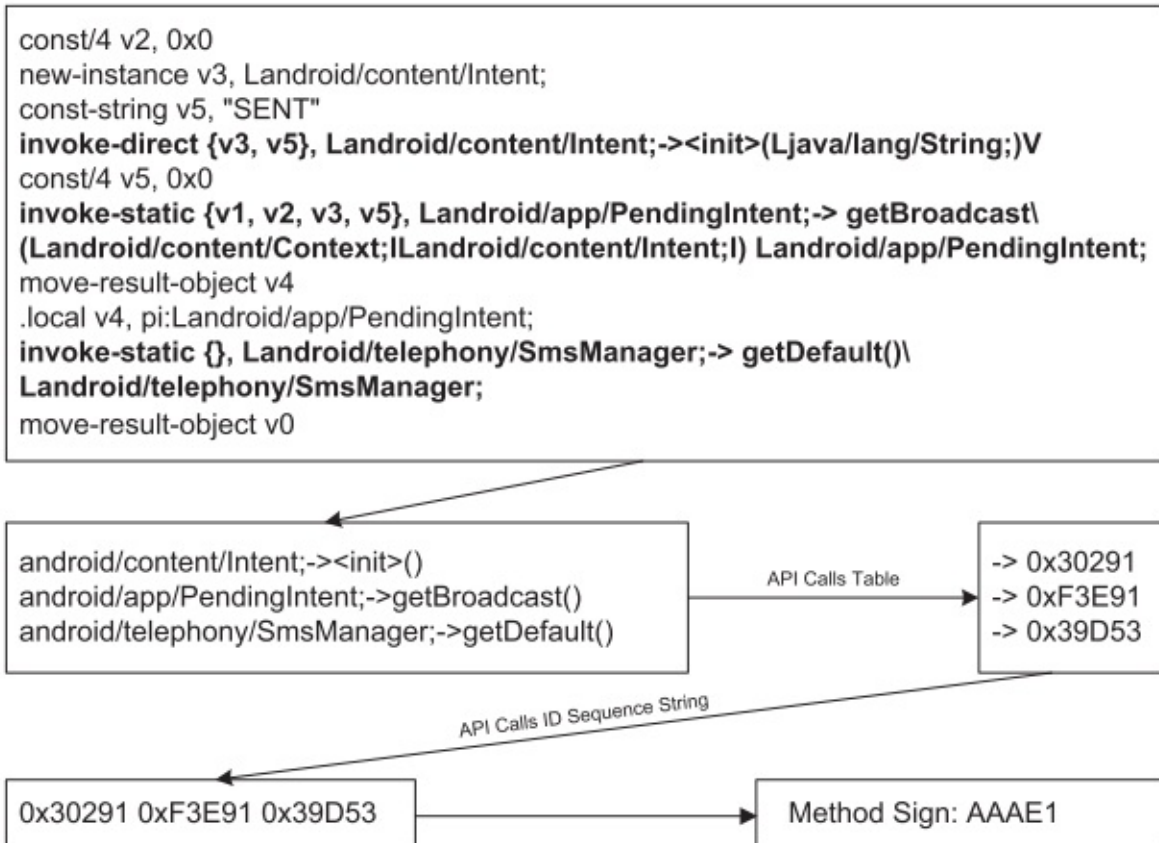 const/4 v2, 0x0
new-instance v3, Landroid/content/Intent;
const-string v5, "SENT"
invoke-direct {v3, v5}, Landroid/content/Intent;-><init>(Ljava/lang/String;)V
const/4 v5, 0x0
invoke-static {v1, v2, v3, v5}, Landroid/app/PendingIntent;-> getBroadcast\
(Landroid/content/Context;ILandroid/content/Intent;I) Landroid/app/PendingIntent;
move-result-object v4
.local v4, pi:Landroid/app/PendingIntent;
invoke-static {}, Landroid/telephony/SmsManager;-> getDefault()\
Landroid/telephony/SmsManager;
move-result-object v0
android/content/Intent;-><init>()
android/app/PendingIntent;->getBroadcast()
android/telephony/SmsManager;->getDefault()
API Calls Table
-> 0x30291
-> 0xF3E91
-> 0x39D53
API Calls ID Sequence String
0x30291 0xF3E91 0x39D53
Method Sign: AAAE1